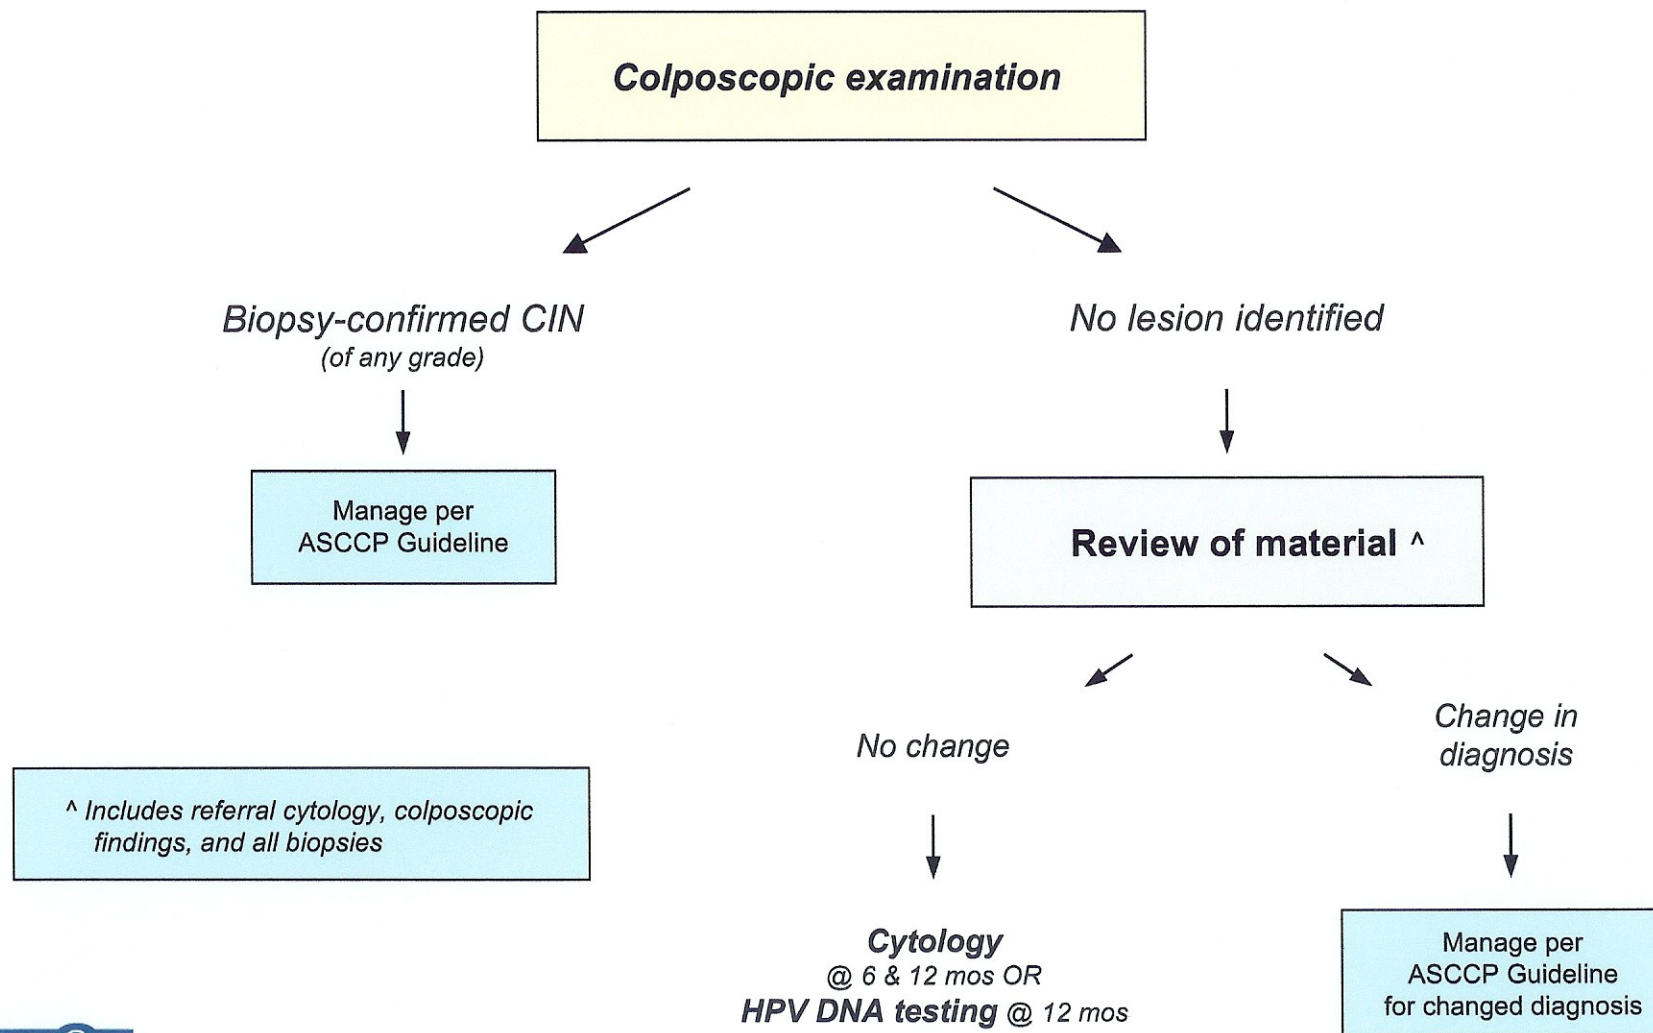 Colposcopic examination
Biopsy-confirmed CIN
(of any grade)
No lesion identified
Manage per
ASCCP Guideline
Review of material ^
No change
Change in
diagnosis
^ Includes referral cytology, colposcopic
findings, and all biopsies
Cytology
@ 6 & 12 mos OR
HPV DNA testing @ 12 mos
Manage per
ASCCP Guideline
for changed diagnosis